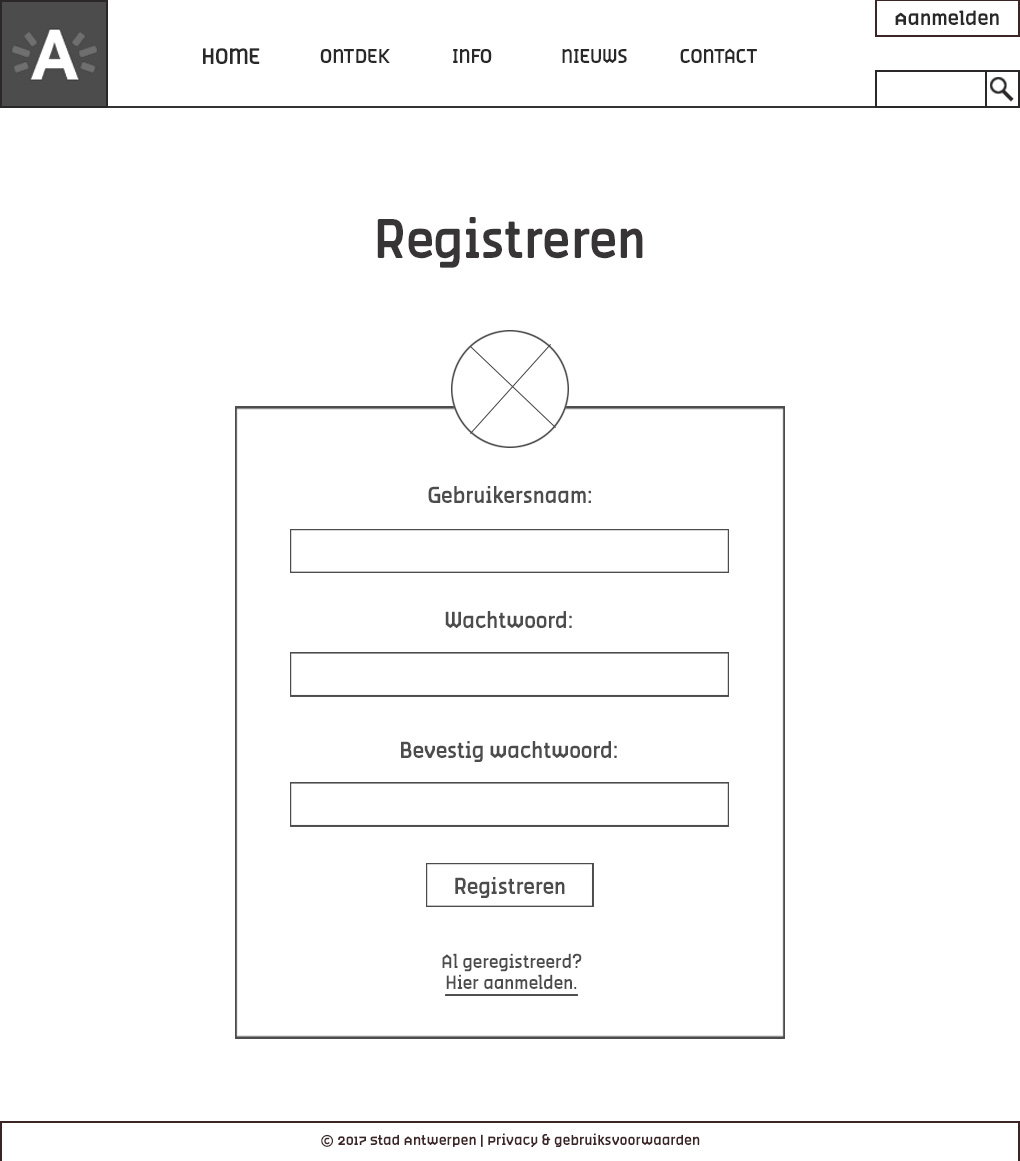 A
HOME ONTDEK INFO NIEUWS CONTACT
Aanmelden
Registreren
Gebruikersnaam:
Wachtwoord:
Bevestig wachtwoord:
Registreren
Al geregistreerd?
Hier aanmelden.
© 2017 Stad Antwerpen | Privacy & gebruiksvoorwaarden